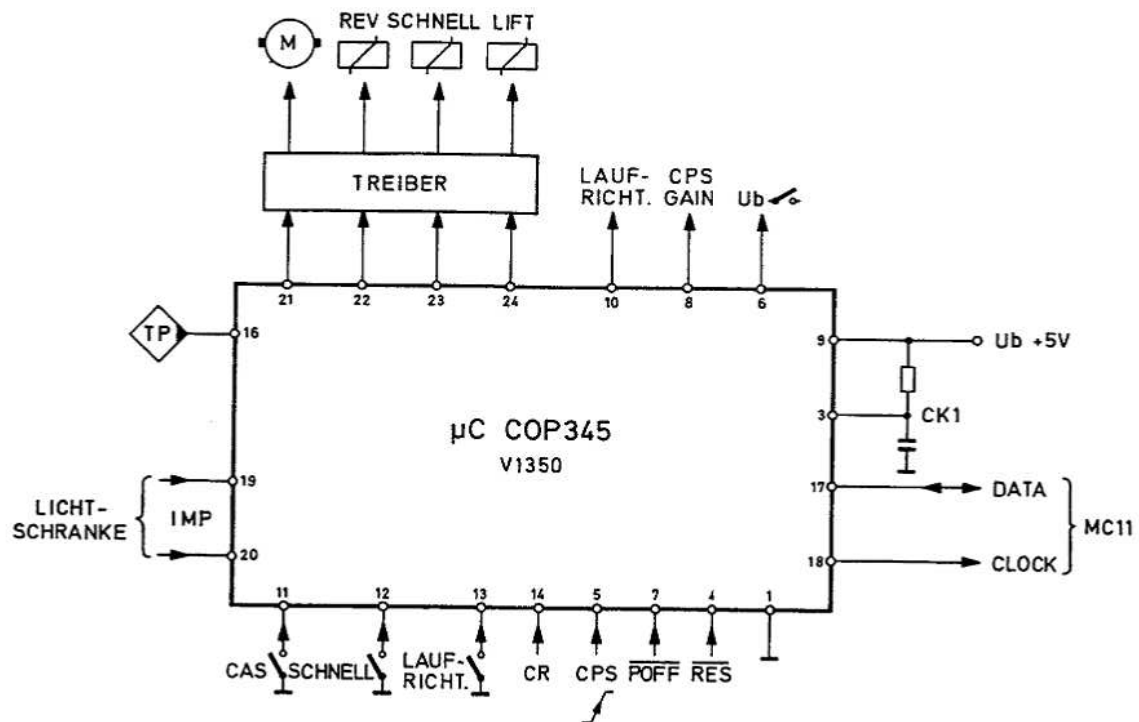 REV SCHNELL LIFT
M
TREIBER
LAUF-
RICHT.
CPS
GAIN
Ub
21 22 23 24 10 8 6
TP
16
9
Ub +5V
3
CK1
µC COP345
V1350
LICHT-
SCHRANKE
IMP
19
20
17
DATA
18
CLOCK
MC11
11 12 13 14 5 7 4 1
CAS SCHNELL
LAUF-
RICHT.
CR CPS POFF RES